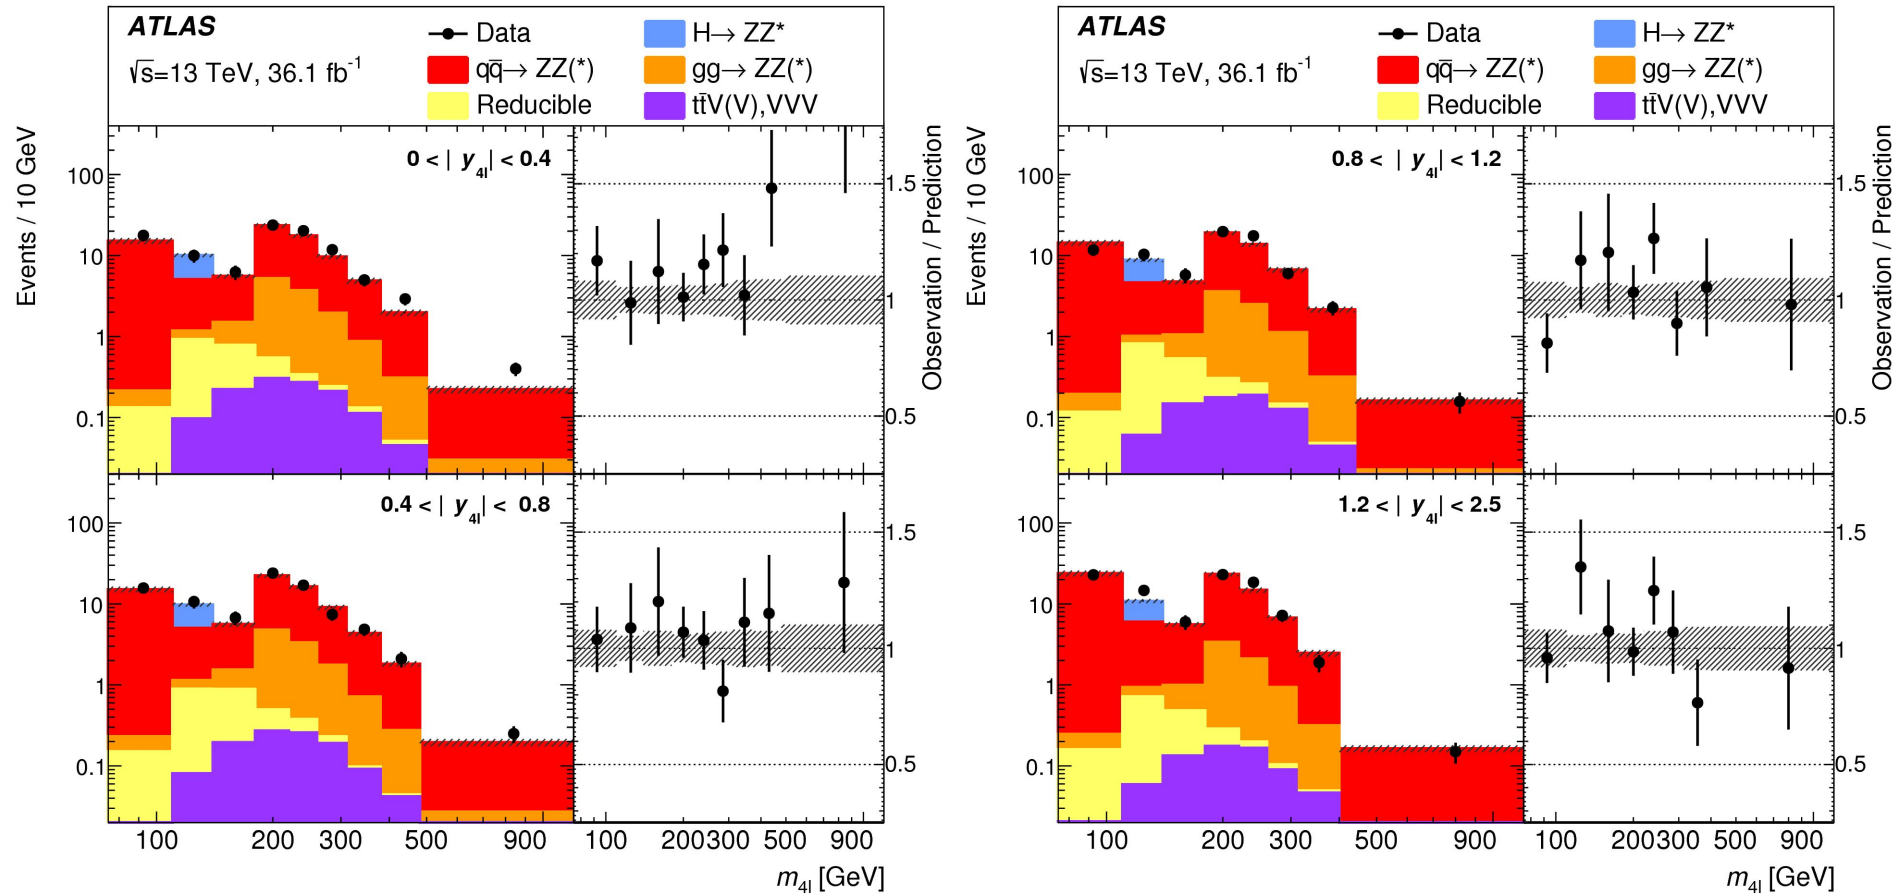 ATLAS
√s=13 TeV, 36.1 fb⁻¹
Data
H→ ZZ*
qq̄→ ZZ(*)
gg→ ZZ(*)
Reducible
tt̄V(V),VVV
Events / 10 GeV
0 < | y4l| < 0.4
100
10
1
0.1
1.5
1
0.5
Observation / Prediction
0.4 < | y4l| < 0.8
100
10
1
0.1
1.5
1
0.5
100 200 300 500 900
100 200 300 500 900
m4l [GeV]
ATLAS
√s=13 TeV, 36.1 fb⁻¹
Data
H→ ZZ*
qq̄→ ZZ(*)
gg→ ZZ(*)
Reducible
tt̄V(V),VVV
Events / 10 GeV
0.8 < | y4l| < 1.2
100
10
1
0.1
1.5
1
0.5
Observation / Prediction
1.2 < | y4l| < 2.5
100
10
1
0.1
1.5
1
0.5
100 200 300 500 900
100 200 300 500 900
m4l [GeV]